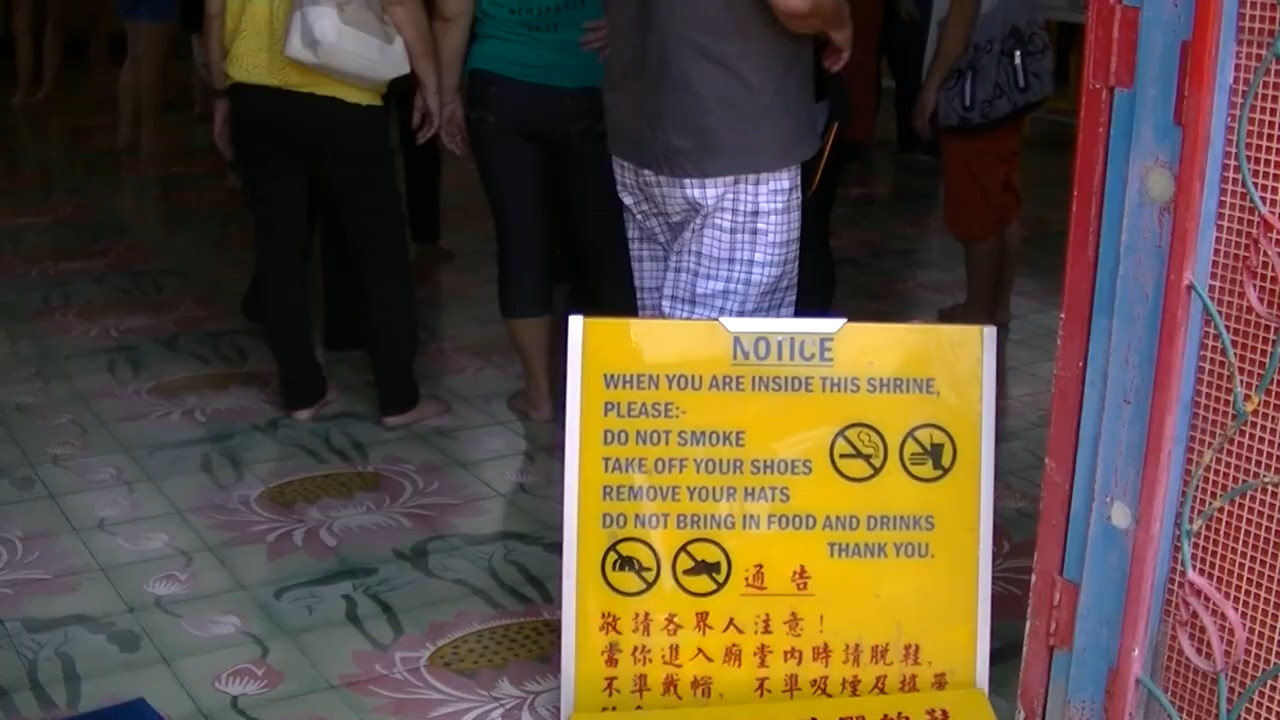 NEWSPAPER
NOTICE
WHEN YOU ARE INSIDE THIS SHRINE,
PLEASE:-
DO NOT SMOKE
TAKE OFF YOUR SHOES
REMOVE YOUR HATS
DO NOT BRING IN FOOD AND DRINKS
THANK YOU.
通告
敬請各界人注意！
當你進入廟堂內時請脫鞋，
不準戴帽，不準吸煙及攜帶